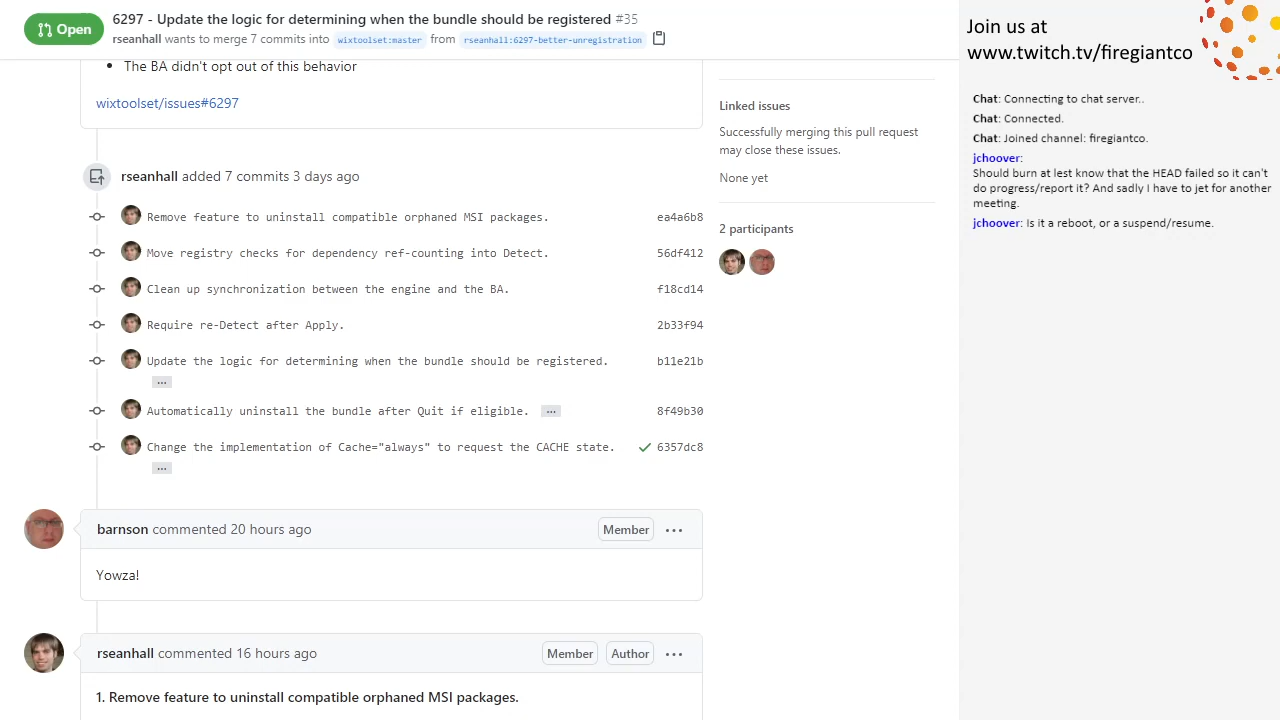 Open
6297 - Update the logic for determining when the bundle should be registered #35
rseanhall wants to merge 7 commits into wixtoolset:master from rseanhall:6297-better-unregistration
The BA didn't opt out of this behavior
wixtoolset/issues#6297
rseanhall added 7 commits 3 days ago
Remove feature to uninstall compatible orphaned MSI packages. ea4a6b8
Move registry checks for dependency ref-counting into Detect. 56df412
Clean up synchronization between the engine and the BA. f18cd14
Require re-Detect after Apply. 2b33f94
Update the logic for determining when the bundle should be registered. b11e21b
...
Automatically uninstall the bundle after Quit if eligible. ... 8f49b30
Change the implementation of Cache="always" to request the CACHE state. 6357dc8
...
barnson commented 20 hours ago Member ...
Yowza!
rseanhall commented 16 hours ago Member Author ...
1. Remove feature to uninstall compatible orphaned MSI packages.
Linked issues
Successfully merging this pull request
may close these issues.
None yet
2 participants
Join us at
www.twitch.tv/firegiantco
Chat: Connecting to chat server..
Chat: Connected.
Chat: Joined channel: firegiantco.
jchoover:
Should burn at lest know that the HEAD failed so it can't
do progress/report it? And sadly I have to jet for another
meeting.
jchoover: Is it a reboot, or a suspend/resume.